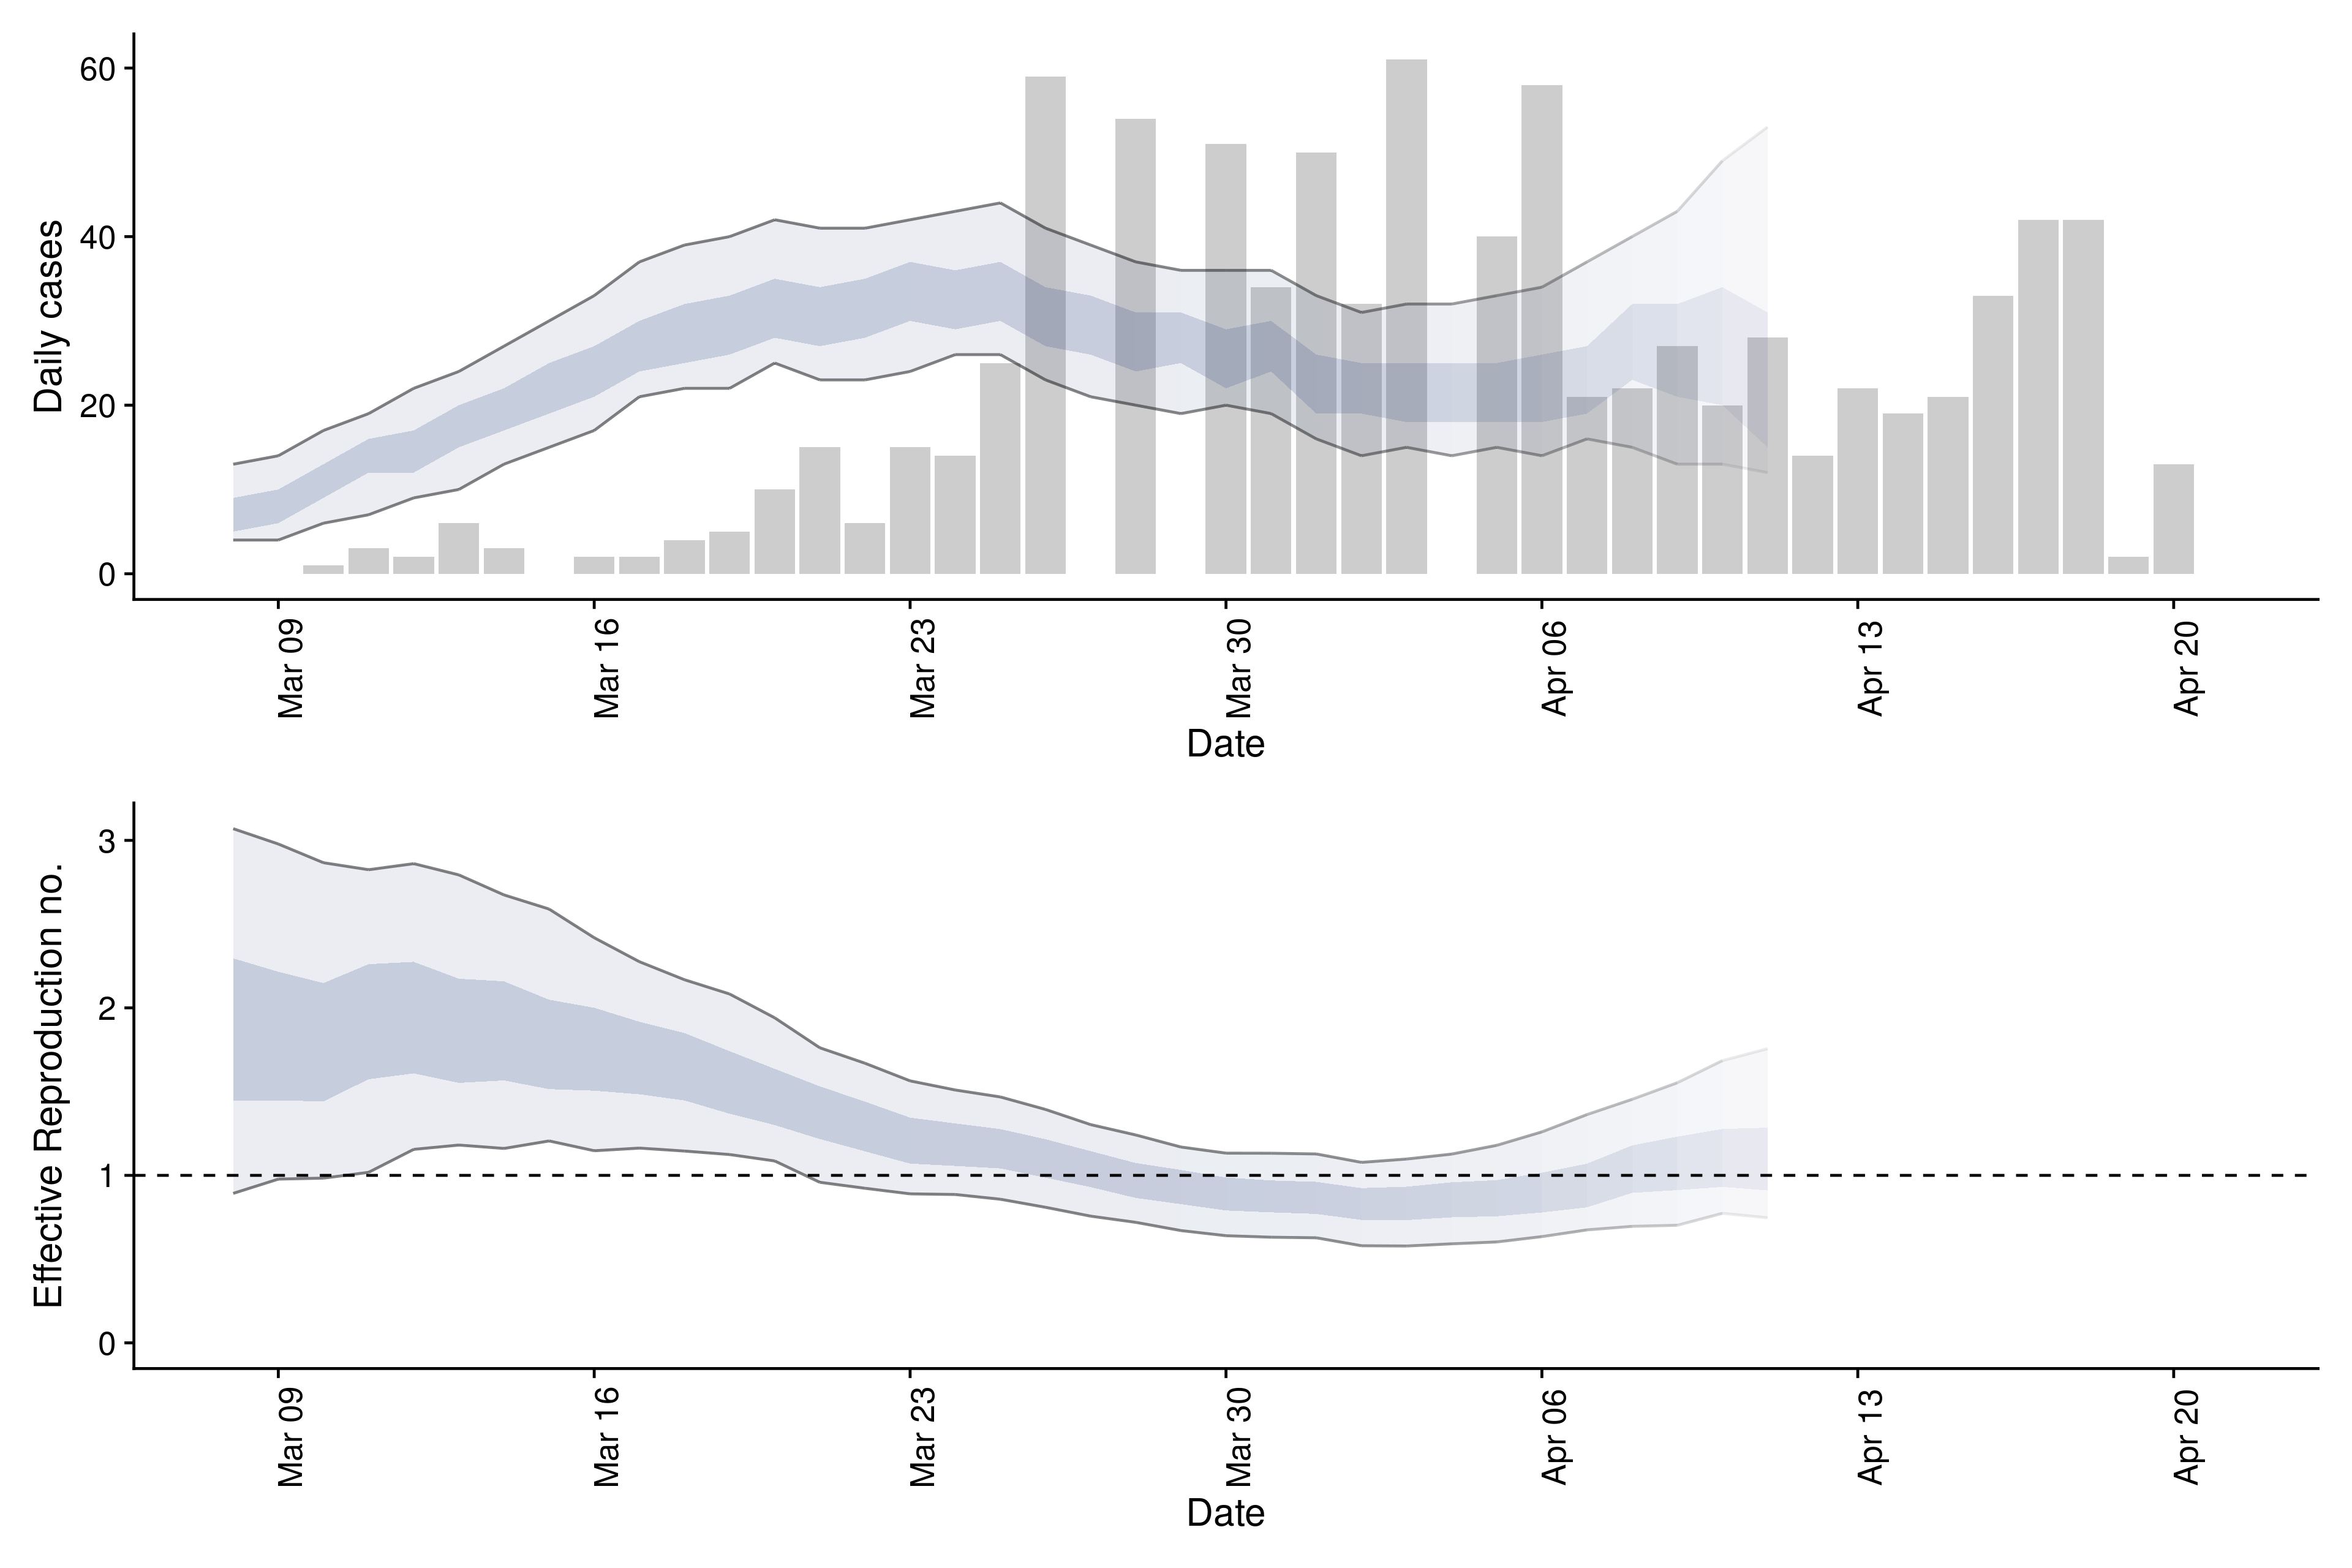 Daily cases
60
40
20
0
Mar 09
Mar 16
Mar 23
Mar 30
Apr 06
Apr 13
Apr 20
Date
Effective Reproduction no.
3
2
1
0
Mar 09
Mar 16
Mar 23
Mar 30
Apr 06
Apr 13
Apr 20
Date